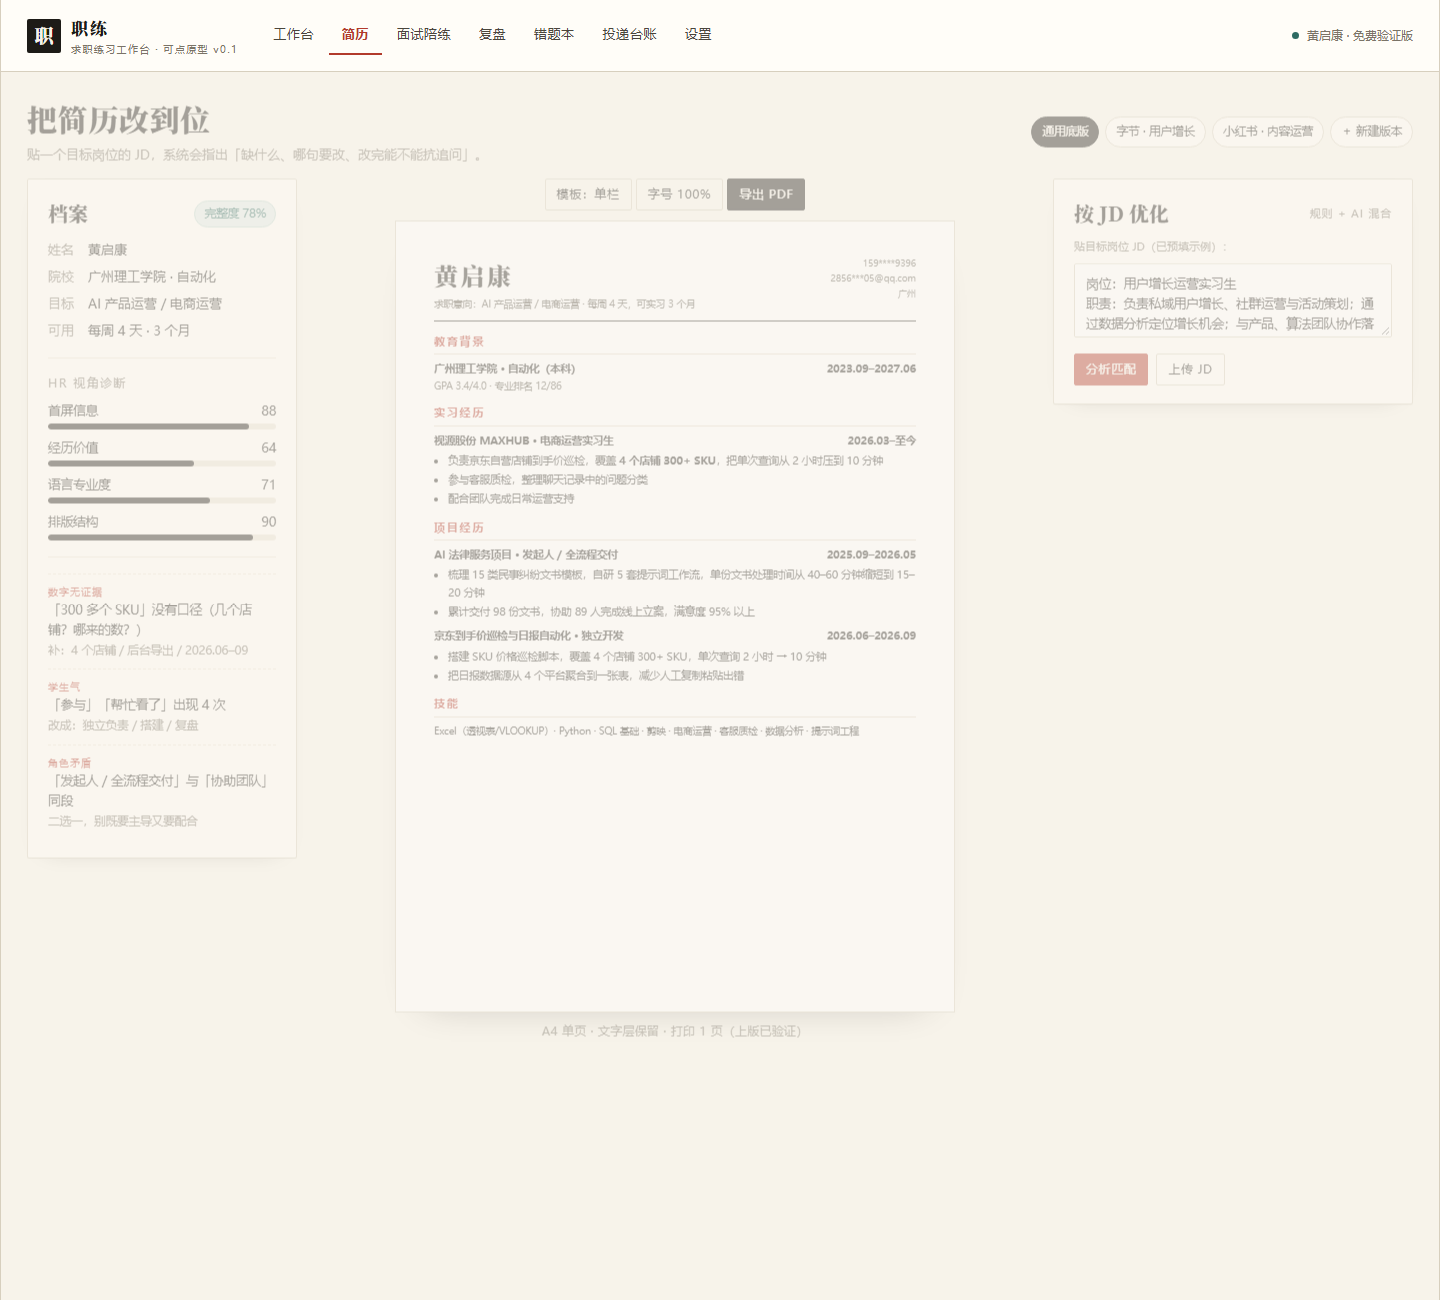 职
职练
求职练习工作台 · 可点原型 v0.1
工作台
简历
面试陪练
复盘
错题本
投递台账
设置
黄启康 · 免费验证版
把简历改到位
贴一个目标岗位的 JD，系统会指出「缺什么、哪句要改、改完能不能抗追问」。
通用底版
字节 · 用户增长
小红书 · 内容运营
+ 新建版本
档案
完整度 78%
姓名 黄启康
院校 广州理工学院 · 自动化
目标 AI 产品运营 / 电商运营
可用 每周 4 天 · 3 个月
HR 视角诊断
首屏信息 88
经历价值 64
语言专业度 71
排版结构 90
数字无证据
「300 多个 SKU」没有口径（几个店
铺？哪来的数？）
补：4 个店铺 / 后台导出 / 2026.06–09
学生气
「参与」「帮忙看了」出现 4 次
改成：独立负责 / 搭建 / 复盘
角色矛盾
「发起人 / 全流程交付」与「协助团队」
同段
二选一，别既要主导又要配合
模板：单栏
字号 100%
导出 PDF
黄启康
159****9396
2856***05@qq.com
广州
求职意向：AI 产品运营 / 电商运营 · 每周 4 天，可实习 3 个月
教育背景
广州理工学院 • 自动化（本科） 2023.09–2027.06
GPA 3.4/4.0 · 专业排名 12/86
实习经历
视源股份 MAXHUB • 电商运营实习生 2026.03–至今
• 负责京东自营店铺到手价巡检，覆盖 4 个店铺 300+ SKU，把单次查询从 2 小时压到 10 分钟
• 参与客服质检，整理聊天记录中的问题分类
• 配合团队完成日常运营支持
项目经历
AI 法律服务项目 • 发起人 / 全流程交付 2025.09–2026.05
• 梳理 15 类民事纠纷文书模板，自研 5 套提示词工作流，单份文书处理时间从 40–60 分钟缩短到 15–
20 分钟
• 累计交付 98 份文书，协助 89 人完成线上立案，满意度 95% 以上
京东到手价巡检与日报自动化 • 独立开发 2026.06–2026.09
• 搭建 SKU 价格巡检脚本，覆盖 4 个店铺 300+ SKU，单次查询 2 小时 → 10 分钟
• 把日报数据源从 4 个平台聚合到一张表，减少人工复制粘贴出错
技能
Excel（透视表/VLOOKUP）· Python · SQL 基础 · 剪映 · 电商运营 · 客服质检 · 数据分析 · 提示词工程
A4 单页 · 文字层保留 · 打印 1 页（上版已验证）
按 JD 优化
规则 + AI 混合
贴目标岗位 JD（已预填示例）：
岗位：用户增长运营实习生
职责：负责私域用户增长、社群运营与活动策划；通
过数据分析定位增长机会；与产品、算法团队协作落
分析匹配
上传 JD